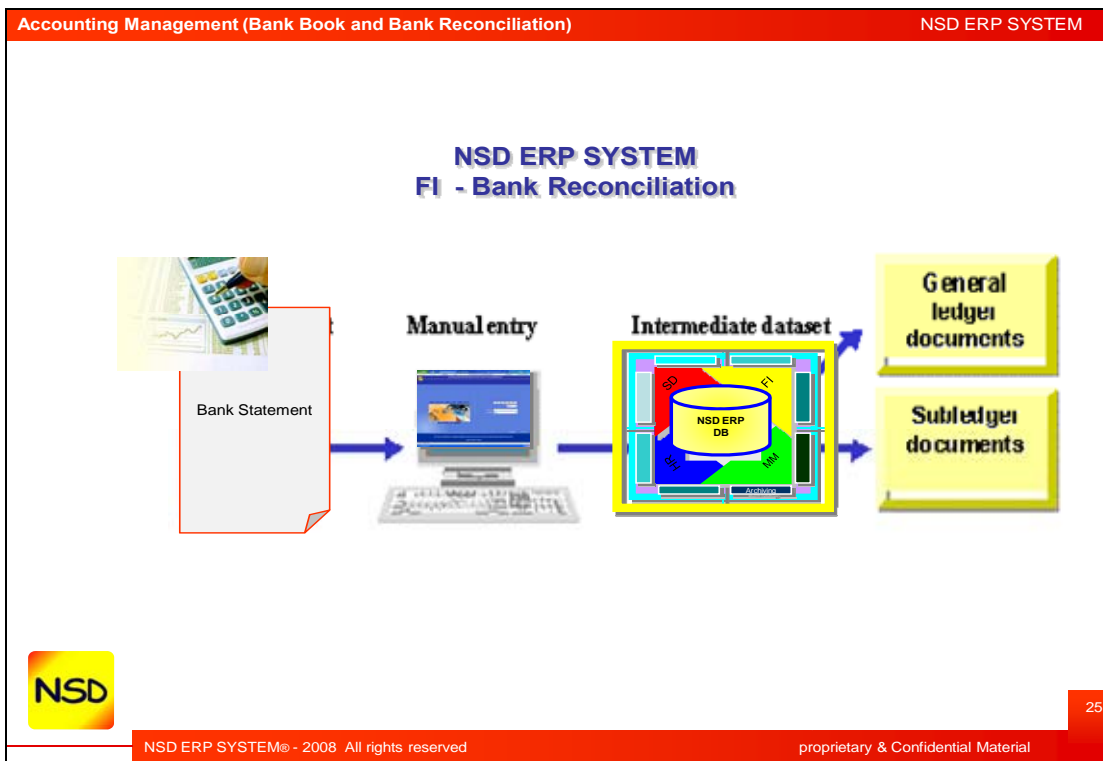 Accounting Management (Bank Book and Bank Reconciliation)
NSD ERP SYSTEM
NSD ERP SYSTEM
FI - Bank Reconciliation
Bank Statement
Manual entry
Intermediate dataset
SD
FI
NSD ERP
DB
HR
MM
Archiving
General
ledger
documents
Subledger
documents
NSD
25
NSD ERP SYSTEM® - 2008 All rights reserved
proprietary & Confidential Material